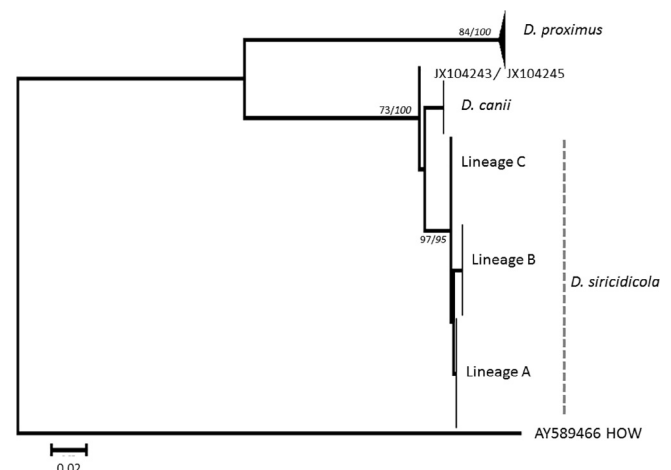 84/100
D. proximus
JX104243/ JX104245
73/100
D. canii
Lineage C
97/95
Lineage B
D. siricidicola
Lineage A
AY589466 HOW
0.02